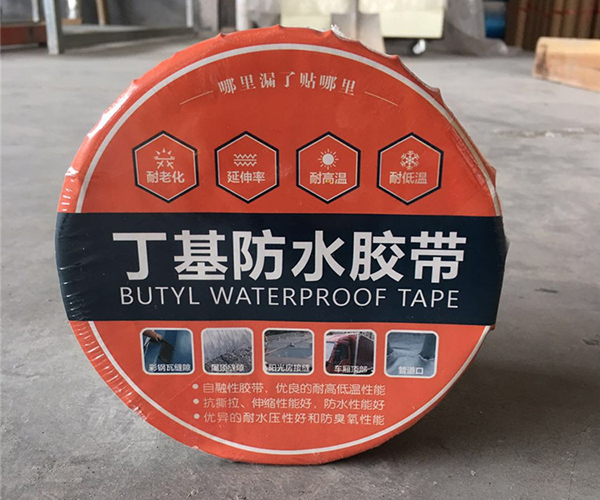 哪里漏了贴哪里
耐老化 延伸率 耐高温 耐低温
丁基防水胶带
BUTYL WATERPROOF TAPE
彩钢瓦缝隙 屋顶缝隙 阳光房接缝 车厢顶部 管道口
• 自融性胶带，优良的耐高低温性能
• 抗撕拉、伸缩性能好，防水性能好
• 优异的耐水压性好和防臭氧性能